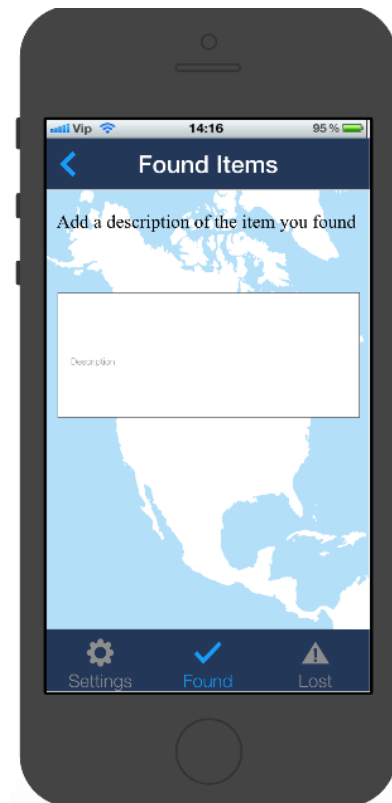 Vip 14:16 95 %
Found Items
Add a description of the item you found
Description
Settings Found Lost